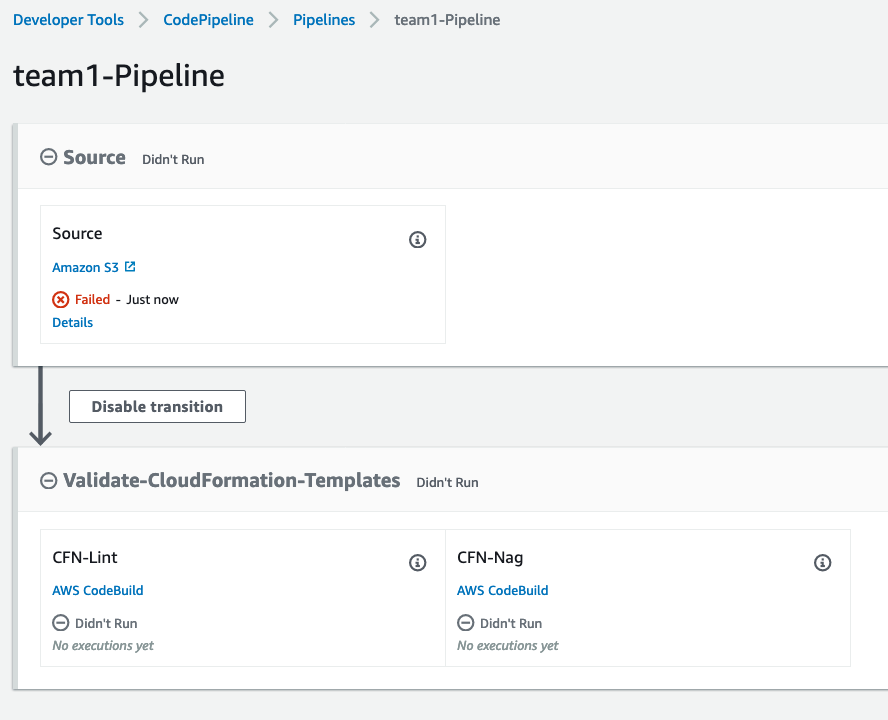 Developer Tools > CodePipeline > Pipelines > team1-Pipeline
team1-Pipeline
Source Didn't Run
Source
Amazon S3
Failed - Just now
Details
Disable transition
Validate-CloudFormation-Templates Didn't Run
CFN-Lint
AWS CodeBuild
Didn't Run
No executions yet
CFN-Nag
AWS CodeBuild
Didn't Run
No executions yet